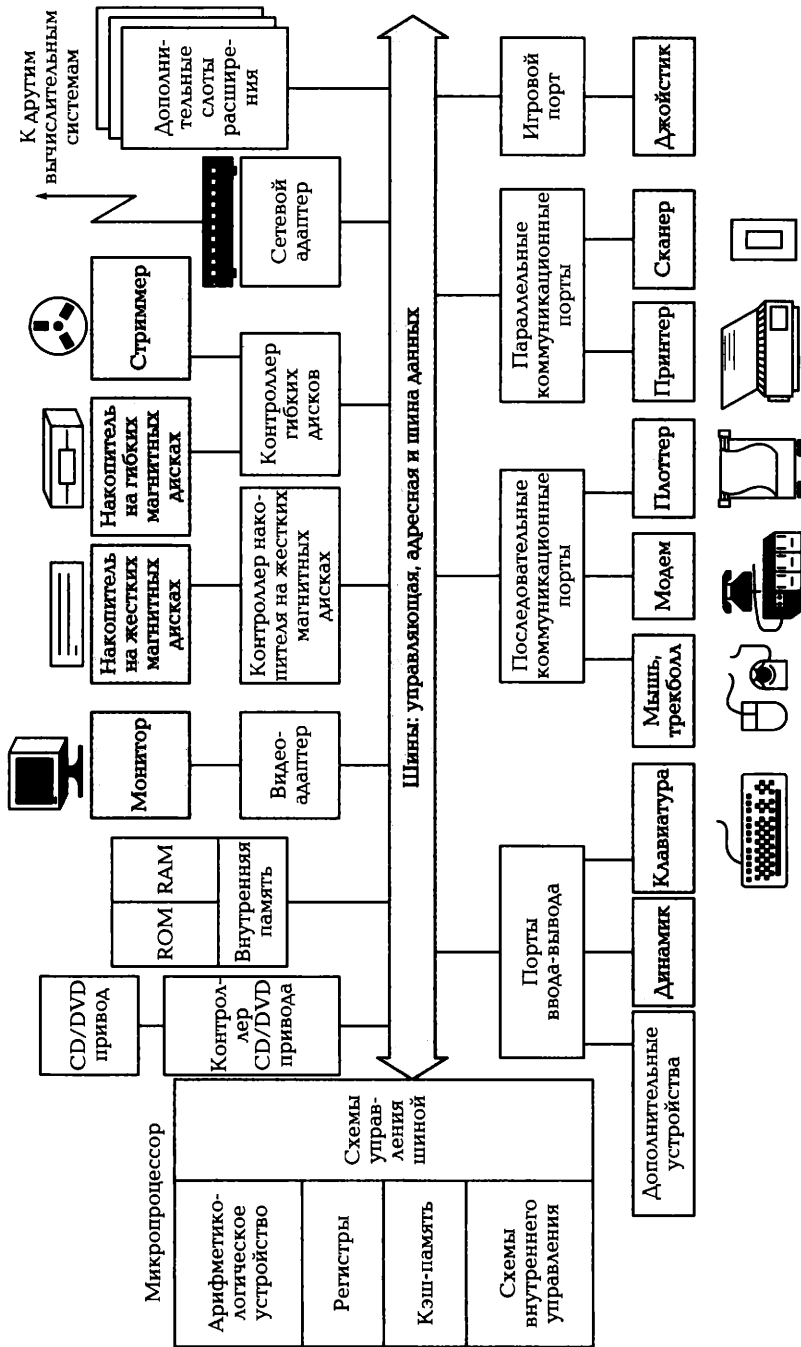 Микропроцессор
Арифметико-
логическое
устройство
Регистры
Кэш-память
Схемы
внутреннего
управления
Схемы
управ-
ления
шиной
CD/DVD
привод
Контрол-
лер
CD/DVD
привода
ROM
RAM
Внутренняя
память
Монитор
Видео-
адаптер
Накопитель
на жестких
магнитных
дисках
Контроллер нако-
пителя на жестких
магнитных
дисках
Накопитель
на гибких
магнитных
дисках
Стриммер
Контроллер
гибких
дисков
К другим
вычислительным
системам
Сетевой
адаптер
Дополни-
тельные
слоты
расшире-
ния
Шины: управляющая, адресная и шина данных
Порты
ввода-вывода
Последовательные
коммуникационные
порты
Параллельные
коммуникационные
порты
Игровой
порт
Дополнительные
устройства
Динамик
Клавиатура
Мышь,
трекболл
Модем
Плоттер
Принтер
Сканер
Джойстик